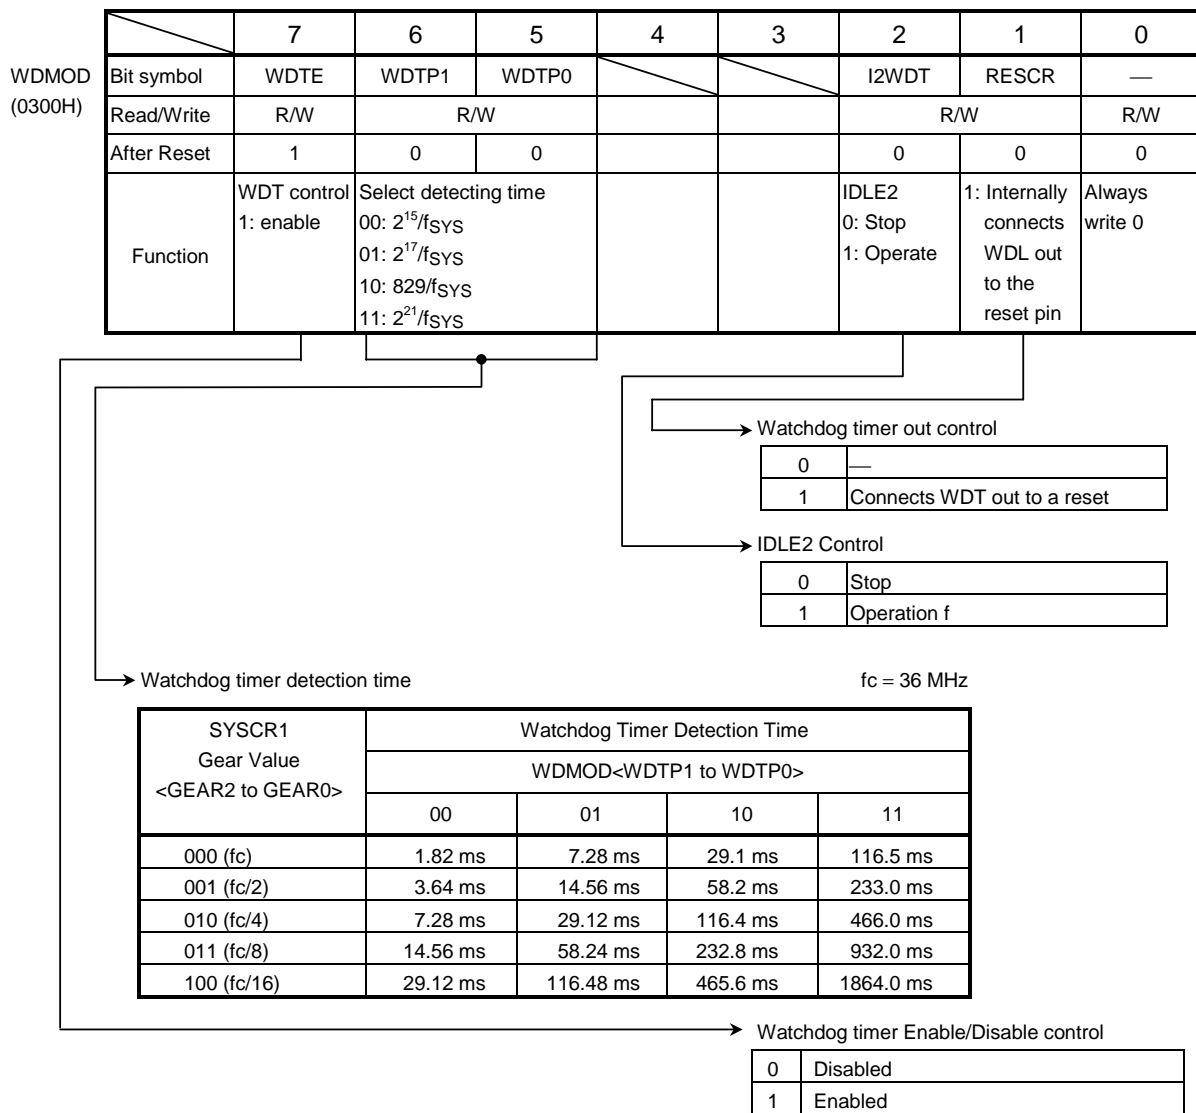 7 6 5 4 3 2 1 0
WDMOD (0300H)
Bit symbol WDTE WDTP1 WDTP0 I2WDT RESCR —
Read/Write R/W R/W R/W R/W
After Reset 1 0 0 0 0 0
Function
WDT control
1: enable
Select detecting time
00: 2^15/fSYS
01: 2^17/fSYS
10: 829/fSYS
11: 2^21/fSYS
IDLE2
0: Stop
1: Operate
1: Internally
connects
WDL out
to the
reset pin
Always
write 0
Watchdog timer out control
0 —
1 Connects WDT out to a reset
IDLE2 Control
0 Stop
1 Operation f
Watchdog timer detection time fc = 36 MHz
SYSCR1
Gear Value
<GEAR2 to GEAR0>
Watchdog Timer Detection Time
WDMOD<WDTP1 to WDTP0>
00 01 10 11
000 (fc) 1.82 ms 7.28 ms 29.1 ms 116.5 ms
001 (fc/2) 3.64 ms 14.56 ms 58.2 ms 233.0 ms
010 (fc/4) 7.28 ms 29.12 ms 116.4 ms 466.0 ms
011 (fc/8) 14.56 ms 58.24 ms 232.8 ms 932.0 ms
100 (fc/16) 29.12 ms 116.48 ms 465.6 ms 1864.0 ms
Watchdog timer Enable/Disable control
0 Disabled
1 Enabled